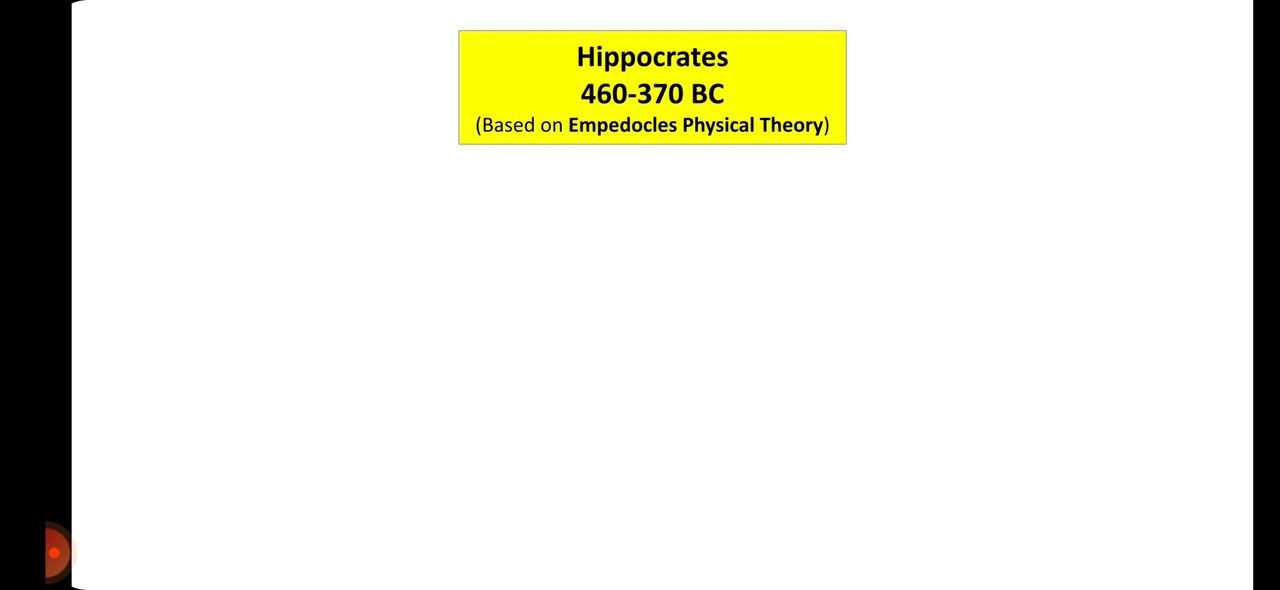 Hippocrates
460-370 BC
(Based on Empedocles Physical Theory)